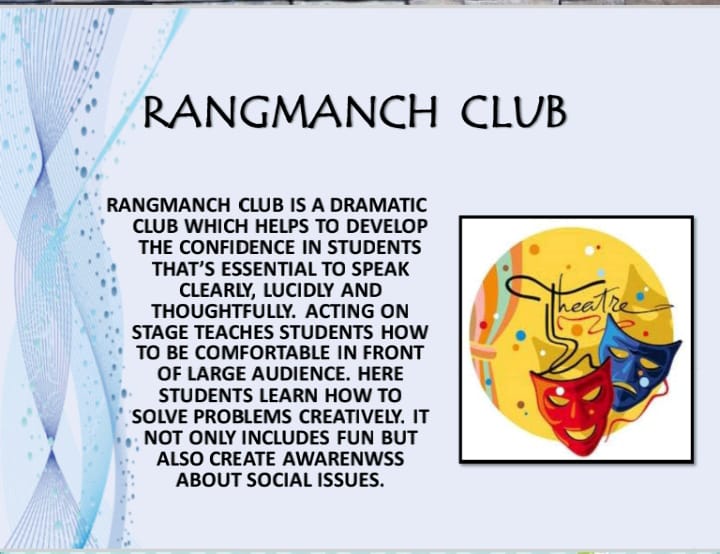 RANGMANCH CLUB
RANGMANCH CLUB IS A DRAMATIC
CLUB WHICH HELPS TO DEVELOP
THE CONFIDENCE IN STUDENTS
THAT’S ESSENTIAL TO SPEAK
CLEARLY, LUCIDLY AND
THOUGHTFULLY. ACTING ON
STAGE TEACHES STUDENTS HOW
TO BE COMFORTABLE IN FRONT
OF LARGE AUDIENCE. HERE
STUDENTS LEARN HOW TO
SOLVE PROBLEMS CREATIVELY. IT
NOT ONLY INCLUDES FUN BUT
ALSO CREATE AWARENWSS
ABOUT SOCIAL ISSUES.
Theatre